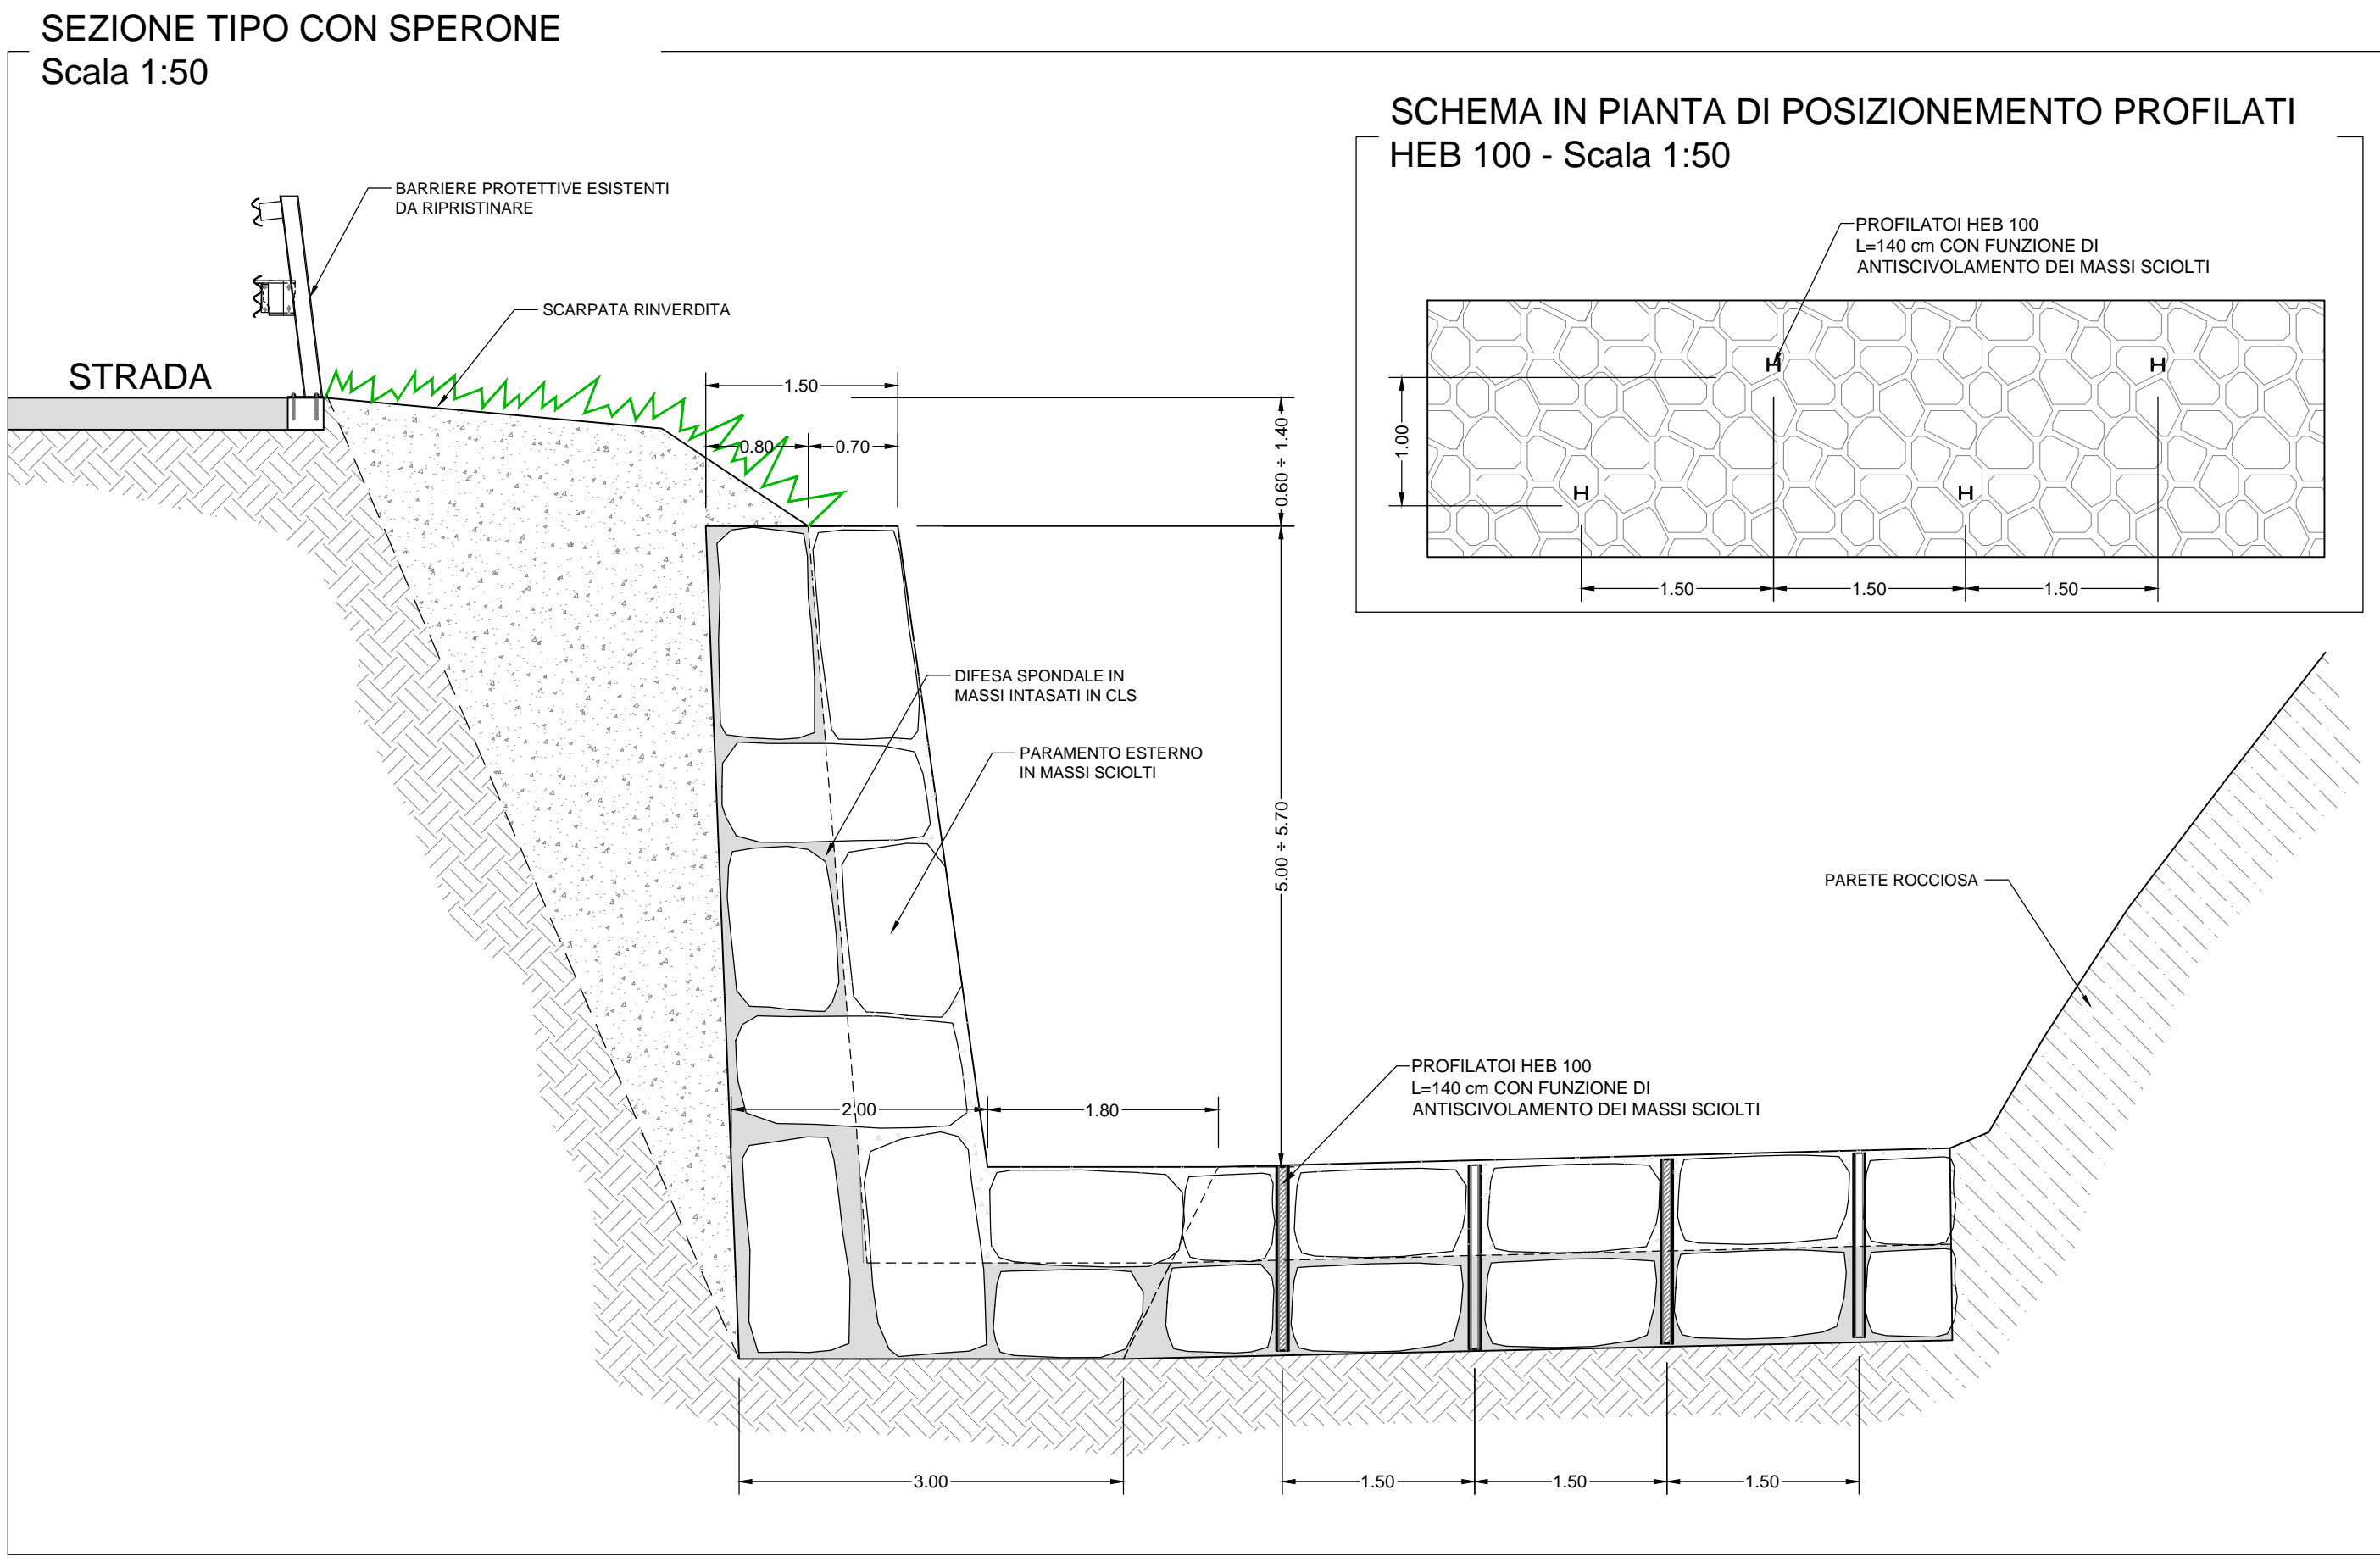 SEZIONE TIPO CON SPERONE
Scala 1:50
SCHEMA IN PIANTA DI POSIZIONEMENTO PROFILATI
HEB 100 - Scala 1:50
BARRIERE PROTETTIVE ESISTENTI
DA RIPRISTINARE
PROFILATOI HEB 100
L=140 cm CON FUNZIONE DI
ANTISCIVOLAMENTO DEI MASSI SCIOLTI
SCARPATA RINVERDITA
STRADA
1.50
0.80
0.70
0.60 ÷ 1.40
1.00
1.50
1.50
1.50
DIFESA SPONDALE IN
MASSI INTASATI IN CLS
PARAMENTO ESTERNO
IN MASSI SCIOLTI
5.00 ÷ 5.70
PARETE ROCCIOSA
PROFILATOI HEB 100
L=140 cm CON FUNZIONE DI
ANTISCIVOLAMENTO DEI MASSI SCIOLTI
2.00
1.80
3.00
1.50
1.50
1.50